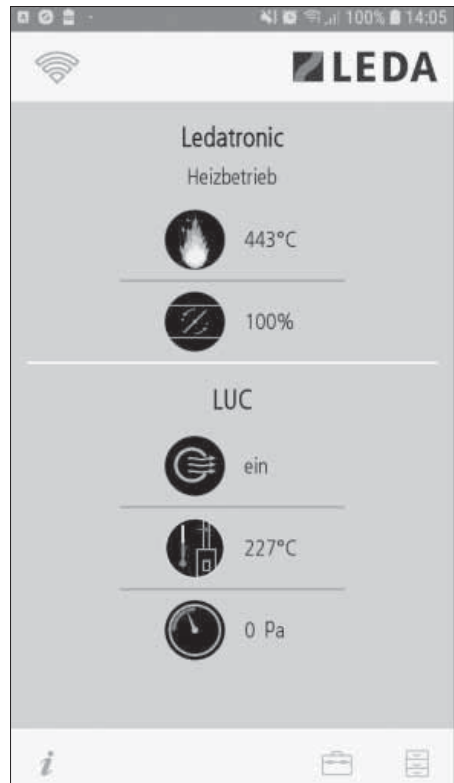 100% 14:05
LEDA
Ledatronic
Heizbetrieb
443°C
100%
LUC
ein
227°C
0 Pa
i